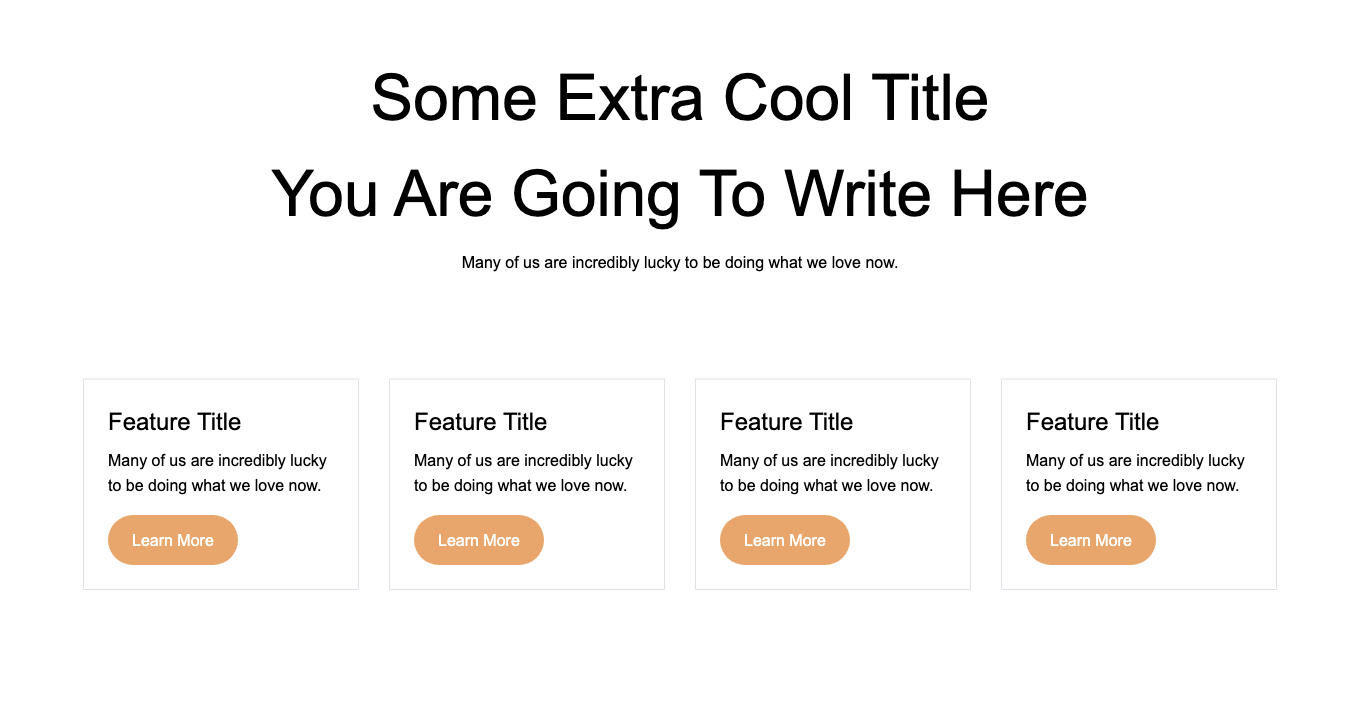 Some Extra Cool Title
You Are Going To Write Here
Many of us are incredibly lucky to be doing what we love now.
Feature Title
Many of us are incredibly lucky
to be doing what we love now.
Learn More
Feature Title
Many of us are incredibly lucky
to be doing what we love now.
Learn More
Feature Title
Many of us are incredibly lucky
to be doing what we love now.
Learn More
Feature Title
Many of us are incredibly lucky
to be doing what we love now.
Learn More